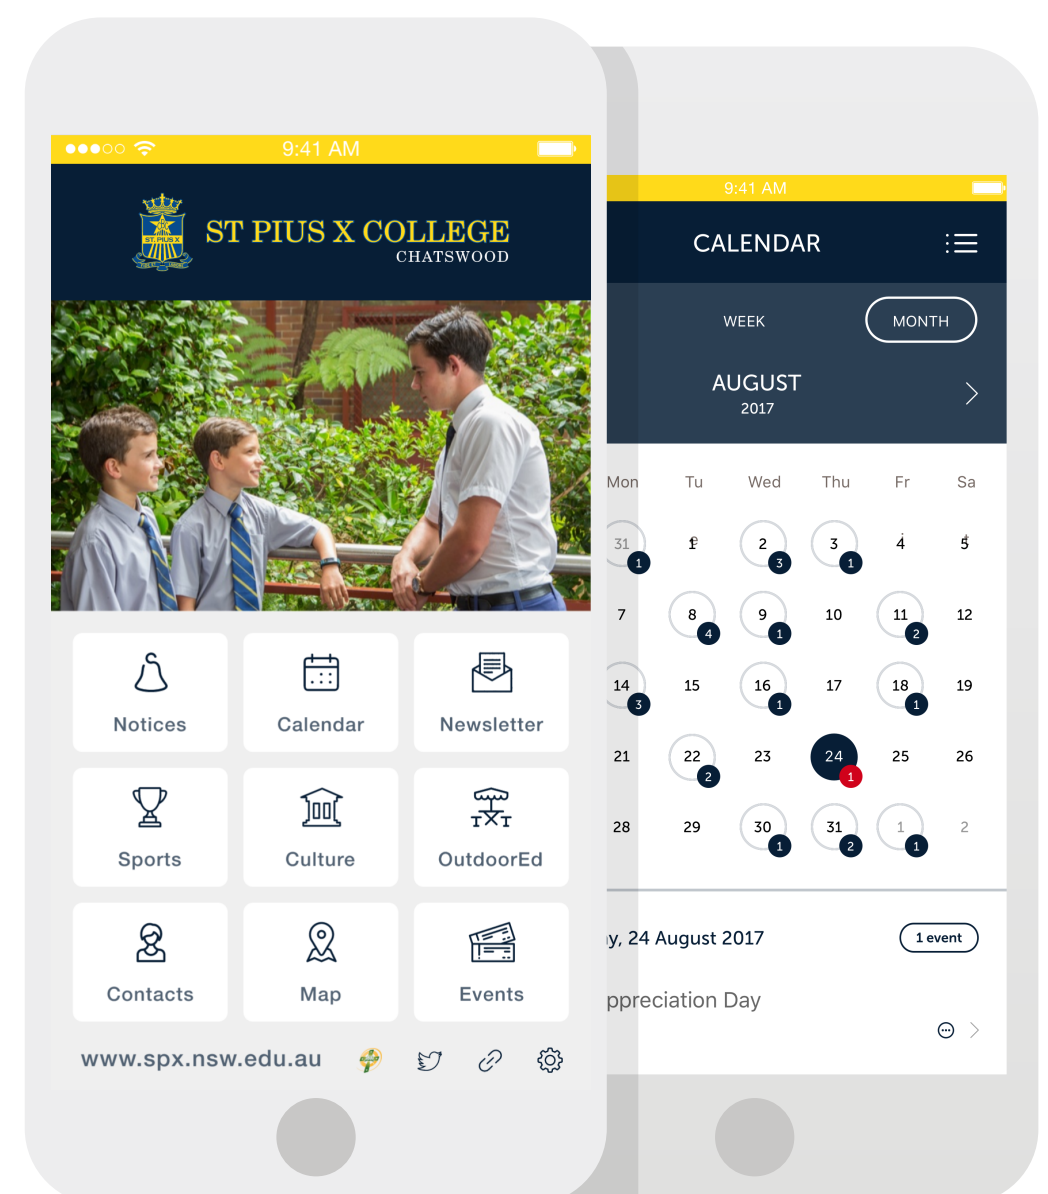 9:41 AM
ST PIUS X
ST PIUS X COLLEGE
CHATSWOOD
Notices
Calendar
Newsletter
Sports
Culture
OutdoorEd
Contacts
Map
Events
www.spx.nsw.edu.au
9:41 AM
CALENDAR
WEEK
MONTH
AUGUST
2017
Mon Tu Wed Thu Fr Sa
31 1 1 2 3 3 1 4 5
7 8 4 9 1 10 11 2 12
14 3 15 16 1 17 18 1 19
21 22 2 23 24 1 25 26
28 29 30 1 31 2 1 1 2
y, 24 August 2017
1 event
ppreciation Day